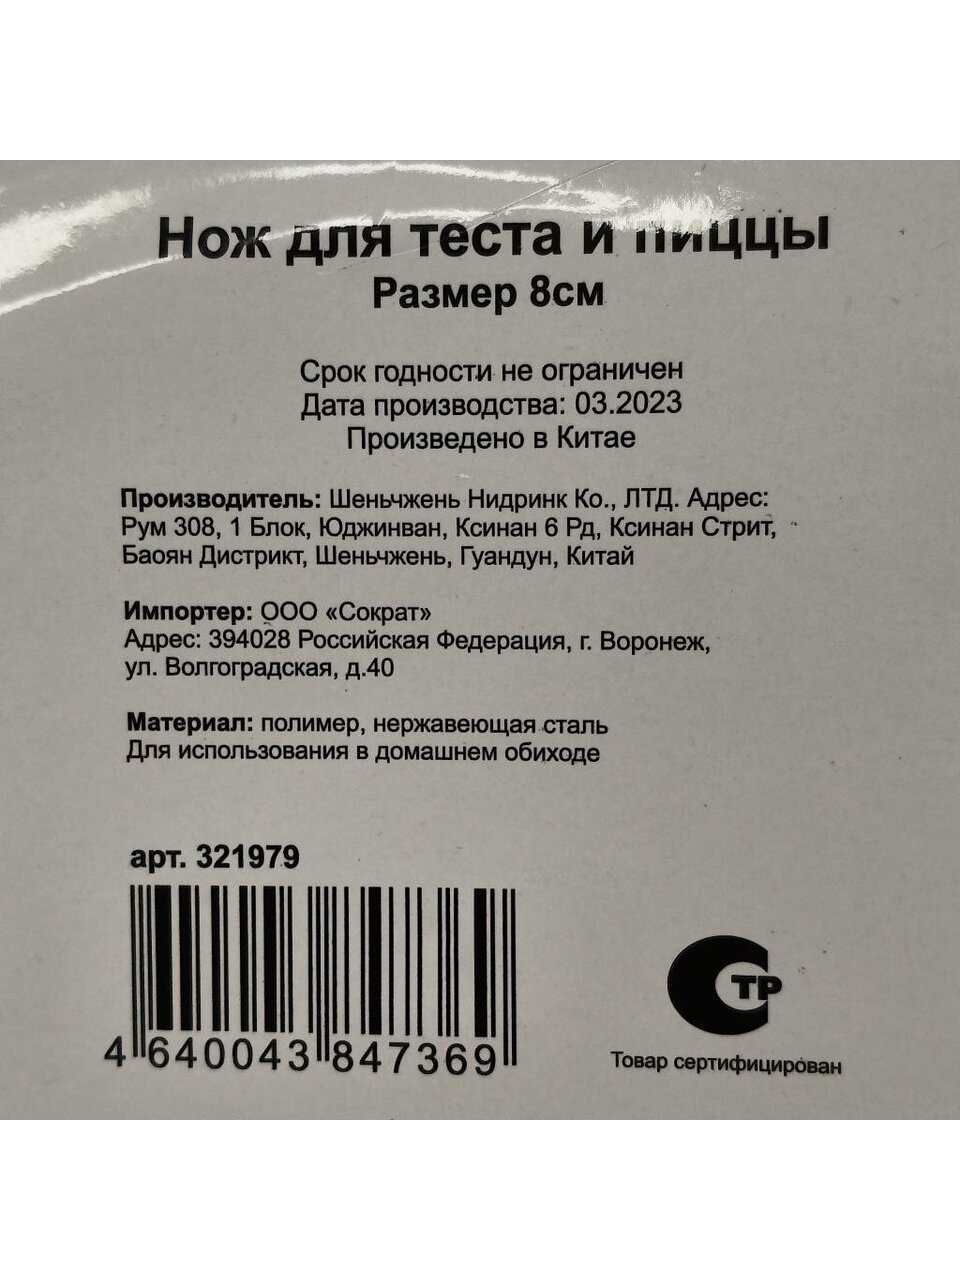 Нож для теста и пиццы
Размер 8см
Срок годности не ограничен
Дата производства: 03.2023
Произведено в Китае
Производитель: Шеньчжень Нидринк Ко., ЛТД. Адрес:
Рум 308, 1 Блок, Юджинван, Ксинан 6 Рд, Ксинан Стрит,
Баоян Дистрикт, Шеньчжень, Гуандун, Китай
Импортер: ООО «Сократ»
Адрес: 394028 Российская Федерация, г. Воронеж,
ул. Волгоградская, д.40
Материал: полимер, нержавеющая сталь
Для использования в домашнем обиходе
арт. 321979
4 640043 847369
СТР
Товар сертифицирован